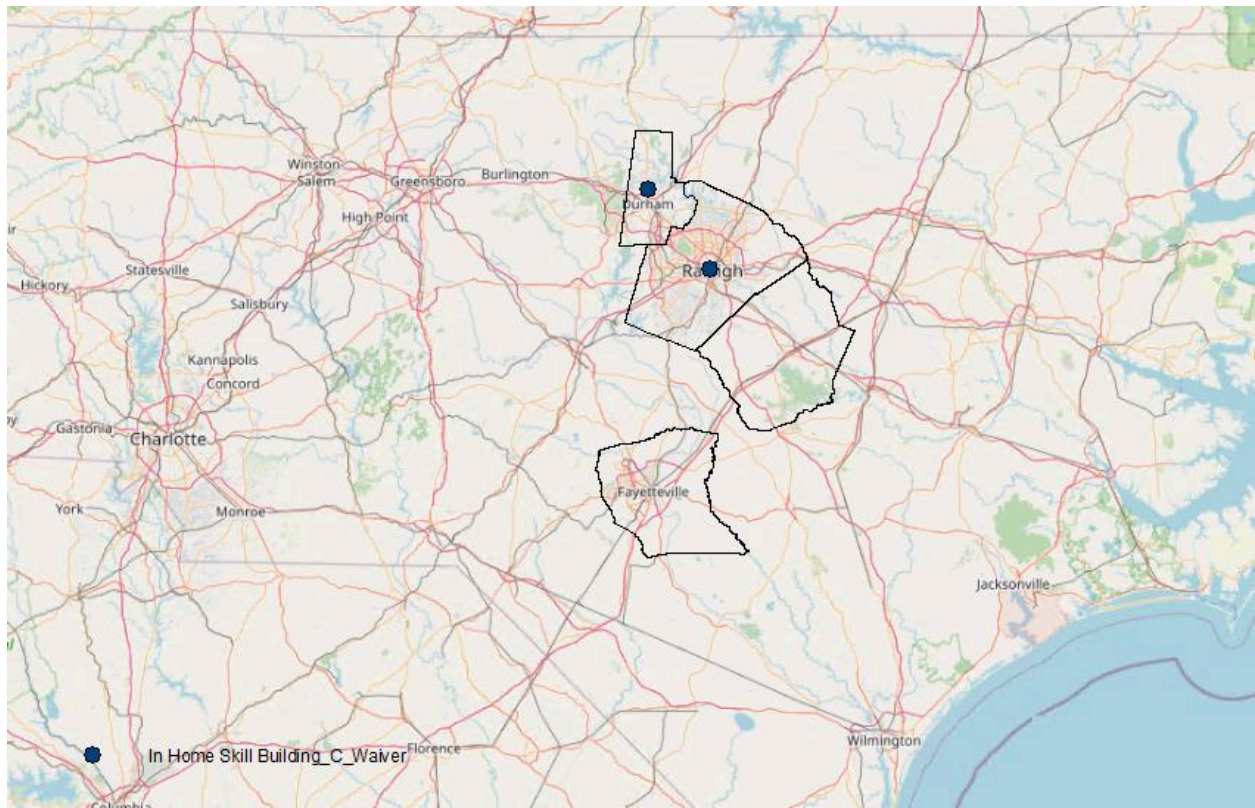 Winston
Salem
Greensboro
Burlington
High Point
Durham
Raleigh
Statesville
Hickory
Salisbury
Kannapolis
Concord
Gastonia
Charlotte
York
Monroe
Fayetteville
Jacksonville
Wilmington
Florence
In Home Skill Building_C_Waiver
Columbia